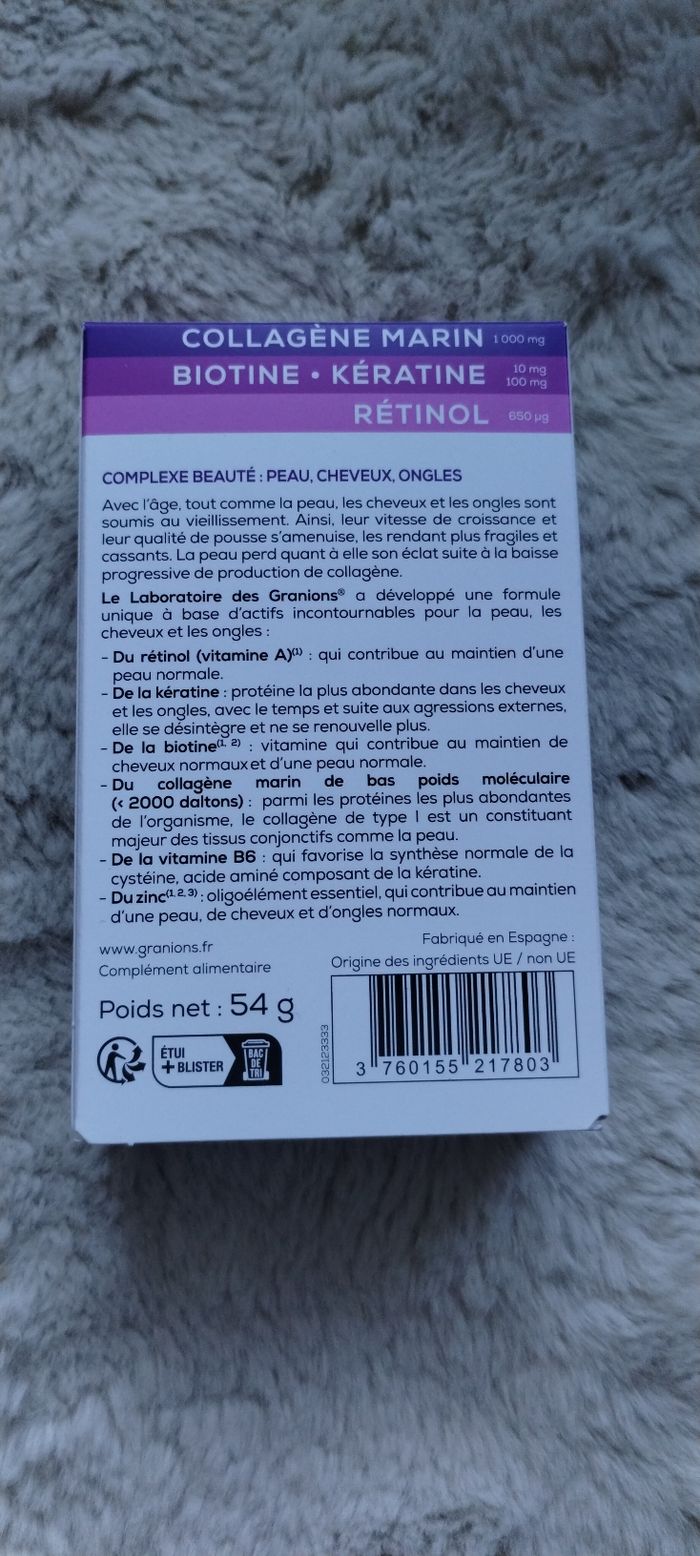 COLLAGÈNE MARIN 1 000 mg
BIOTINE • KÉRATINE 10 mg 100 mg
RÉTINOL 650 µg
COMPLEXE BEAUTÉ : PEAU, CHEVEUX, ONGLES
Avec l'âge, tout comme la peau, les cheveux et les ongles sont
soumis au vieillissement. Ainsi, leur vitesse de croissance et
leur qualité de pousse s'amenuise, les rendant plus fragiles et
cassants. La peau perd quant à elle son éclat suite à la baisse
progressive de production de collagène.
Le Laboratoire des Granions® a développé une formule
unique à base d'actifs incontournables pour la peau, les
cheveux et les ongles :
- Du rétinol (vitamine A)(1) : qui contribue au maintien d'une
peau normale.
- De la kératine : protéine la plus abondante dans les cheveux
et les ongles, avec le temps et suite aux agressions externes,
elle se désintègre et ne se renouvelle plus.
- De la biotine(1, 2) : vitamine qui contribue au maintien de
cheveux normaux et d'une peau normale.
- Du collagène marin de bas poids moléculaire
(< 2000 daltons) : parmi les protéines les plus abondantes
de l'organisme, le collagène de type I est un constituant
majeur des tissus conjonctifs comme la peau.
- De la vitamine B6 : qui favorise la synthèse normale de la
cystéine, acide aminé composant de la kératine.
- Du zinc(1, 2, 3) : oligoélément essentiel, qui contribue au maintien
d'une peau, de cheveux et d'ongles normaux.
www.granions.fr
Complément alimentaire
Poids net : 54 g
ÉTUI
+ BLISTER
BAC
DE
TRI
Fabriqué en Espagne :
Origine des ingrédients UE / non UE
032123333
3 760155 217803